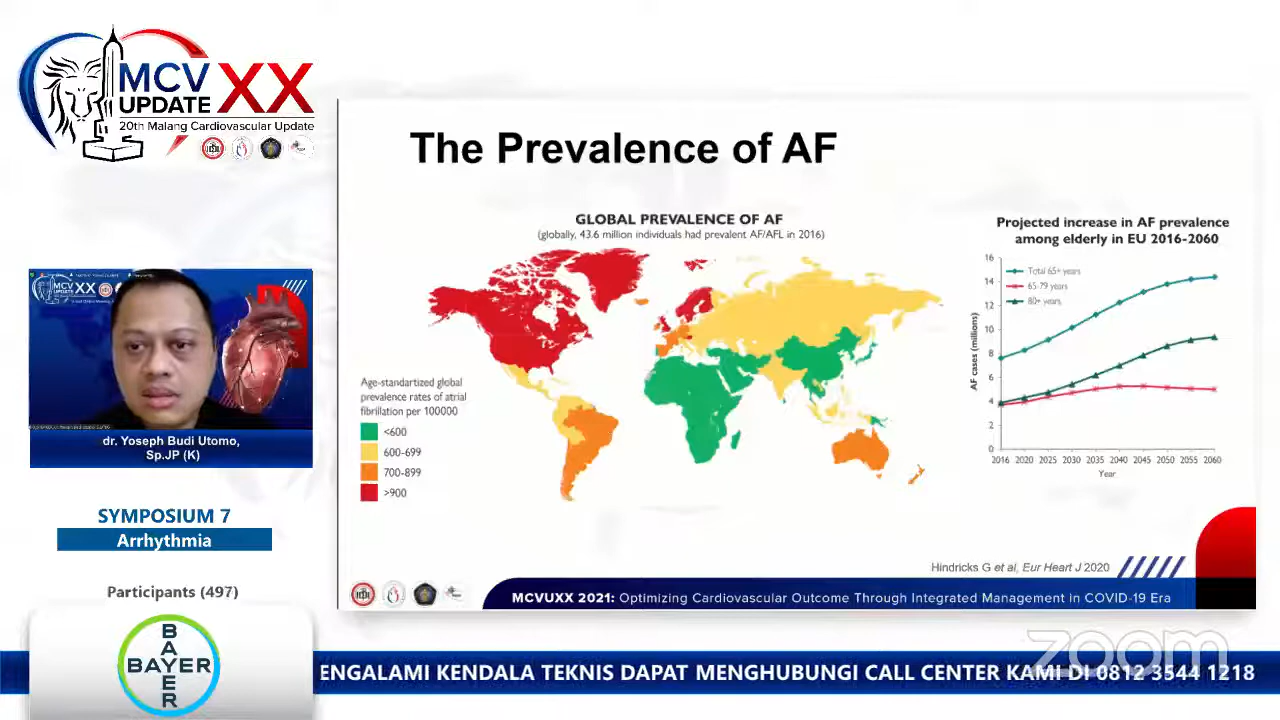 MCV XX
UPDATE
20th Malang Cardiovascular Update
The Prevalence of AF
GLOBAL PREVALENCE OF AF
(globally, 43.6 million individuals had prevalent AF/AFL in 2016)
Age-standartized global
prevalence rates of atrial
fibrillation per 100000
<600
600-699
700-899
>900
Projected increase in AF prevalence
among elderly in EU 2016-2060
16
14
12
10
8
6
4
2
0
AF cases (millions)
Total 65+ years
65-79 years
80+ years
2016 2020 2025 2030 2035 2040 2045 2050 2055 2060
Year
MCV XX
dr. Yoseph Budi Utomo,
Sp.JP (K)
SYMPOSIUM 7
Arrhythmia
Participants (497)
Hindricks G et al, Eur Heart J 2020
MCVUXX 2021: Optimizing Cardiovascular Outcome Through Integrated Management in COVID-19 Era
BAYER
BAYER
zoom
ENGALAMI KENDALA TEKNIS DAPAT MENGHUBUNGI CALL CENTER KAMI DI 0812 3544 1218